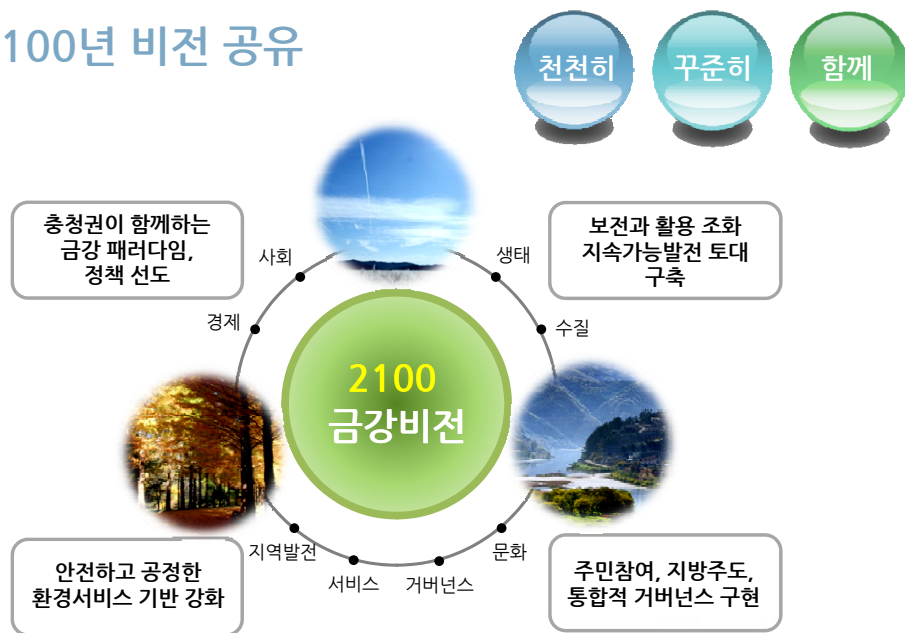 100년 비전 공유
천천히
꾸준히
함께
충청권이 함께하는
금강 패러다임,
정책 선도
보전과 활용 조화
지속가능발전 토대
구축
사회
생태
경제
수질
2100
금강비전
지역발전
서비스
거버넌스
문화
안전하고 공정한
환경서비스 기반 강화
주민참여, 지방주도,
통합적 거버넌스 구현